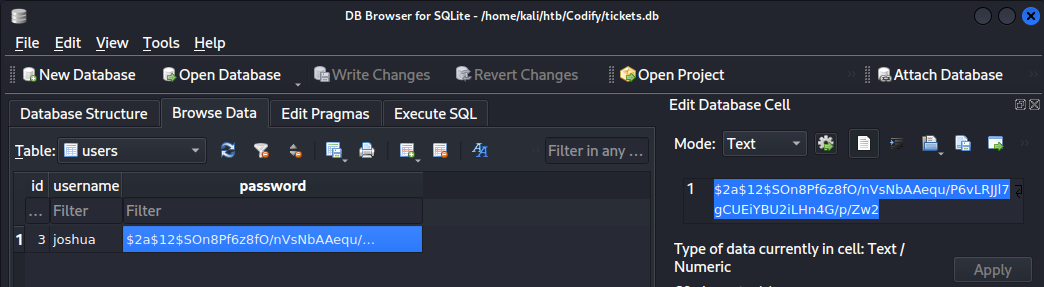 DB Browser for SQLite - /home/kali/htb/Codify/tickets.db
File Edit View Tools Help
New Database Open Database Write Changes Revert Changes Open Project Attach Database
Database Structure Browse Data Edit Pragmas Execute SQL
Table: users Filter in any ...
id username password
... Filter Filter
1 3 joshua $2a$12$SOn8Pf6z8fO/nVsNbAAequ/...
Edit Database Cell
Mode: Text
1 $2a$12$SOn8Pf6z8fO/nVsNbAAequ/P6vLRJJl7
gCUEiYBU2iLHn4G/p/Zw2
Type of data currently in cell: Text /
Numeric
Apply